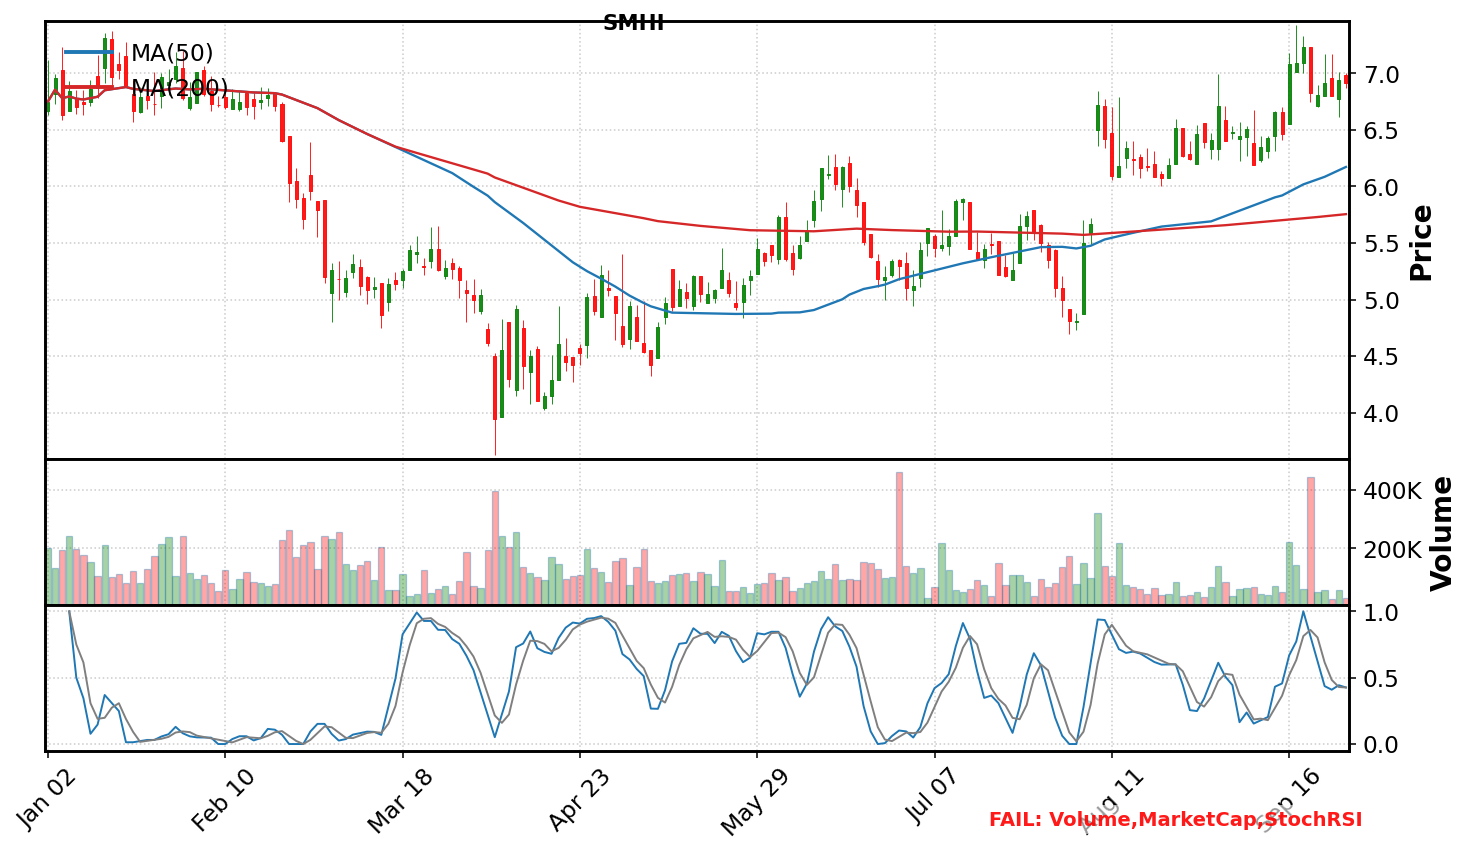 SMHI
MA(50)
MA(200)
7.0
6.5
6.0
5.5
5.0
4.5
4.0
Price
400K
200K
Volume
1.0
0.5
0.0
Jan 02
Feb 10
Mar 18
Apr 23
May 29
Jul 07
Aug 11
Sep 16
FAIL: Volume,MarketCap,StochRSI